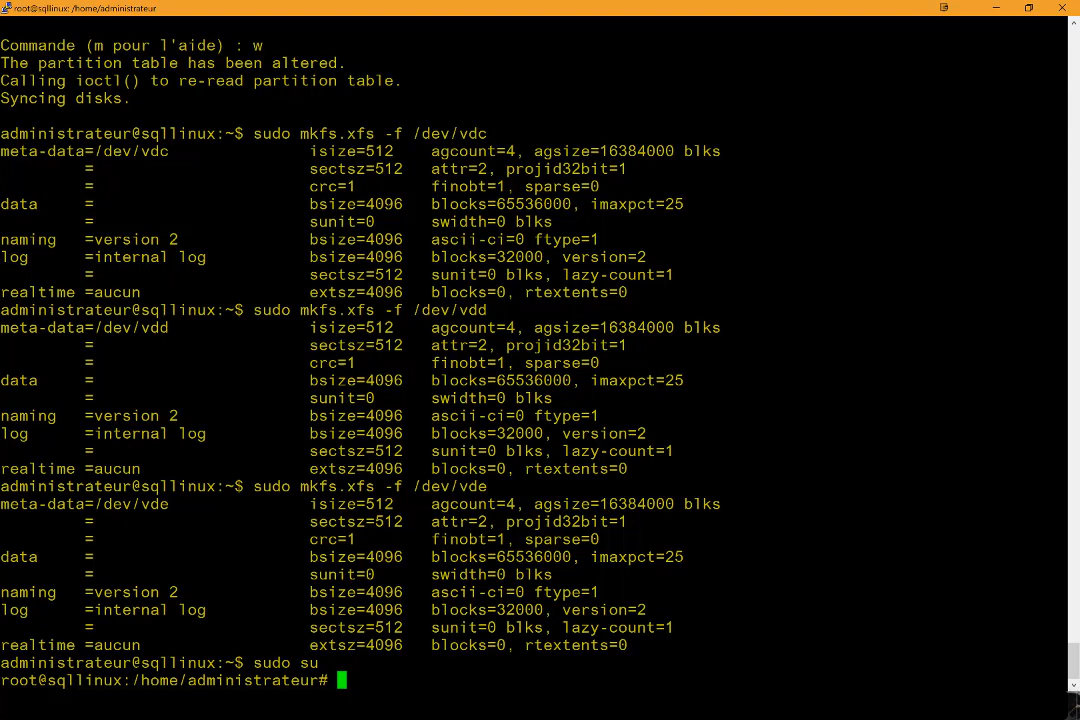 root@sqllinux: /home/administrateur
Commande (m pour l'aide) : w
The partition table has been altered.
Calling ioctl() to re-read partition table.
Syncing disks.
administrateur@sqllinux:~$ sudo mkfs.xfs -f /dev/vdc
meta-data=/dev/vdc isize=512 agcount=4, agsize=16384000 blks
= sectsz=512 attr=2, projid32bit=1
= crc=1 finobt=1, sparse=0
data = bsize=4096 blocks=65536000, imaxpct=25
= sunit=0 swidth=0 blks
naming =version 2 bsize=4096 ascii-ci=0 ftype=1
log =internal log bsize=4096 blocks=32000, version=2
= sectsz=512 sunit=0 blks, lazy-count=1
realtime =aucun extsz=4096 blocks=0, rtextents=0
administrateur@sqllinux:~$ sudo mkfs.xfs -f /dev/vdd
meta-data=/dev/vdd isize=512 agcount=4, agsize=16384000 blks
= sectsz=512 attr=2, projid32bit=1
= crc=1 finobt=1, sparse=0
data = bsize=4096 blocks=65536000, imaxpct=25
= sunit=0 swidth=0 blks
naming =version 2 bsize=4096 ascii-ci=0 ftype=1
log =internal log bsize=4096 blocks=32000, version=2
= sectsz=512 sunit=0 blks, lazy-count=1
realtime =aucun extsz=4096 blocks=0, rtextents=0
administrateur@sqllinux:~$ sudo mkfs.xfs -f /dev/vde
meta-data=/dev/vde isize=512 agcount=4, agsize=16384000 blks
= sectsz=512 attr=2, projid32bit=1
= crc=1 finobt=1, sparse=0
data = bsize=4096 blocks=65536000, imaxpct=25
= sunit=0 swidth=0 blks
naming =version 2 bsize=4096 ascii-ci=0 ftype=1
log =internal log bsize=4096 blocks=32000, version=2
= sectsz=512 sunit=0 blks, lazy-count=1
realtime =aucun extsz=4096 blocks=0, rtextents=0
administrateur@sqllinux:~$ sudo su
root@sqllinux:/home/administrateur#